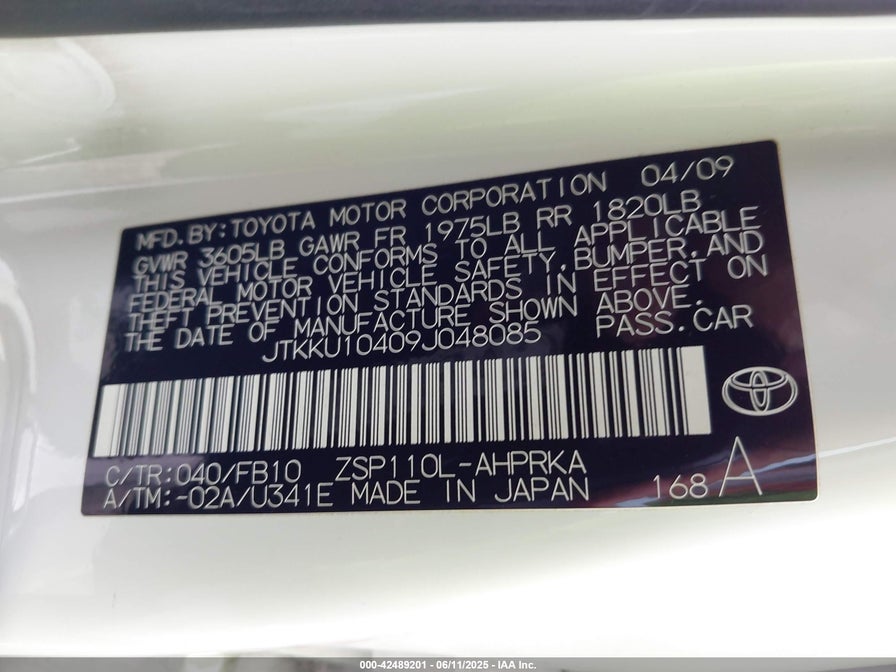 MFD.BY:TOYOTA MOTOR CORPORATION 04/09
GVWR 3605LB GAWR FR 1975LB RR 1820LB
THIS VEHICLE CONFORMS TO ALL APPLICABLE
FEDERAL MOTOR VEHICLE SAFETY,BUMPER,AND
THEFT PREVENTION STANDARDS IN EFFECT ON
THE DATE OF MANUFACTURE SHOWN ABOVE.
JTKKU10409J048085 PASS.CAR
C/TR:040/FB10 ZSP110L-AHPRKA
A/TM:-02A/U341E MADE IN JAPAN 168 A
000-42489201 - 06/11/2025 - IAA Inc.